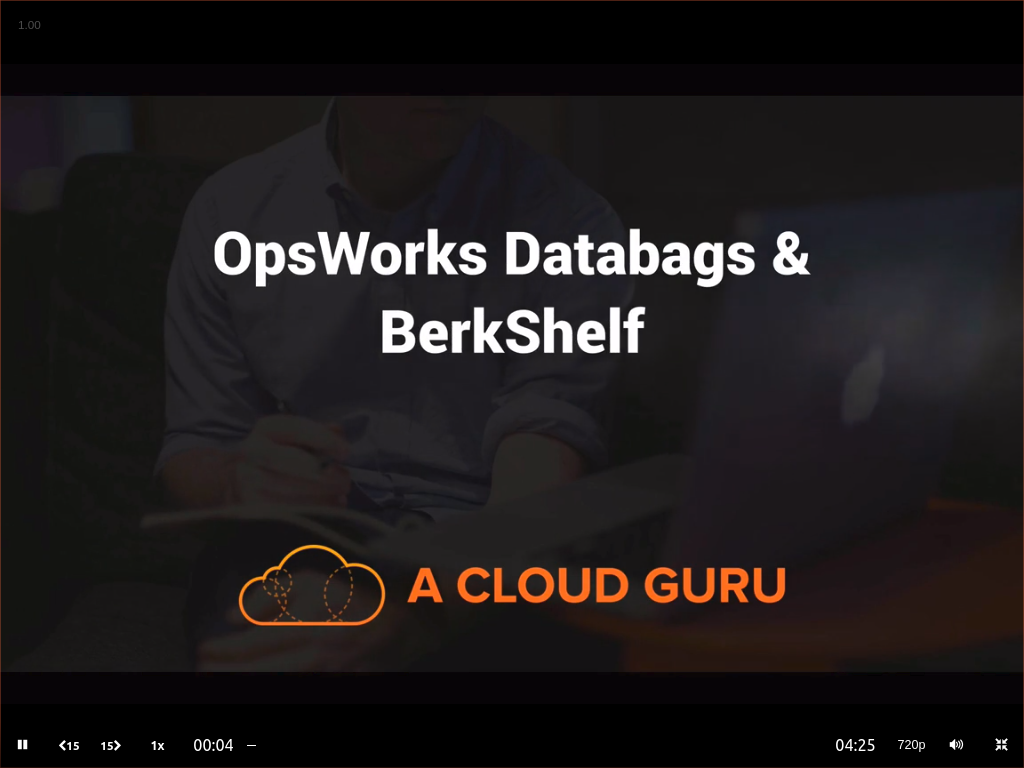 1.00
OpsWorks Databags &
BerkShelf
A CLOUD GURU
15 15 1x 00:04 04:25 720p